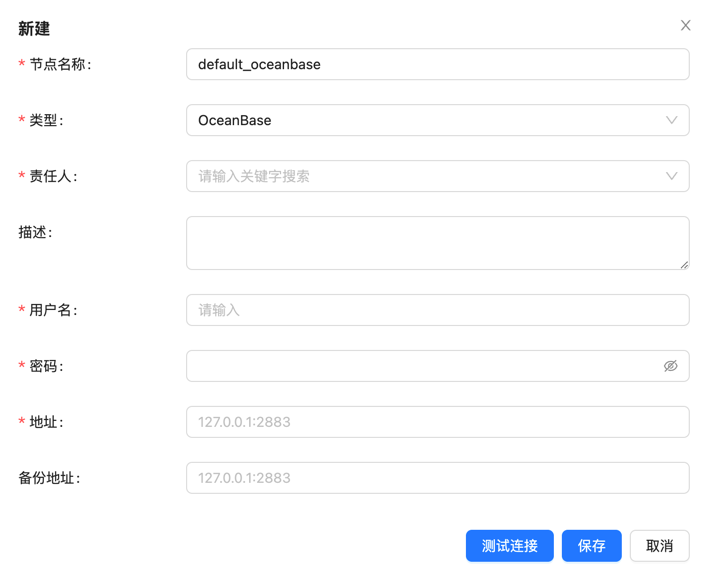 新建
* 节点名称： default_oceanbase
* 类型： OceanBase
* 责任人： 请输入关键字搜索
描述：
* 用户名： 请输入
* 密码：
* 地址： 127.0.0.1:2883
备份地址： 127.0.0.1:2883
测试连接 保存 取消